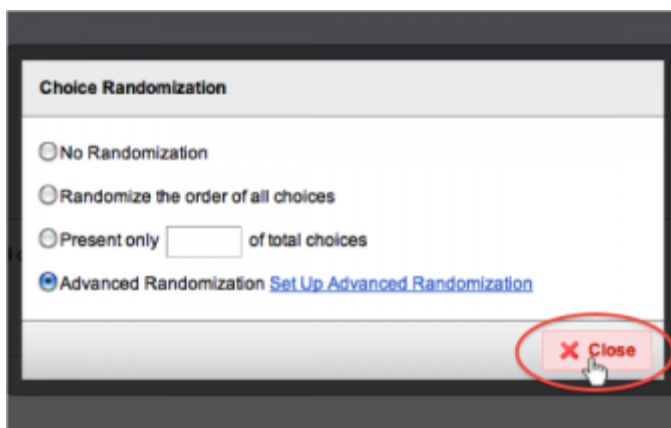 Choice Randomization
No Randomization
Randomize the order of all choices
Present only of total choices
Advanced Randomization Set Up Advanced Randomization
Close